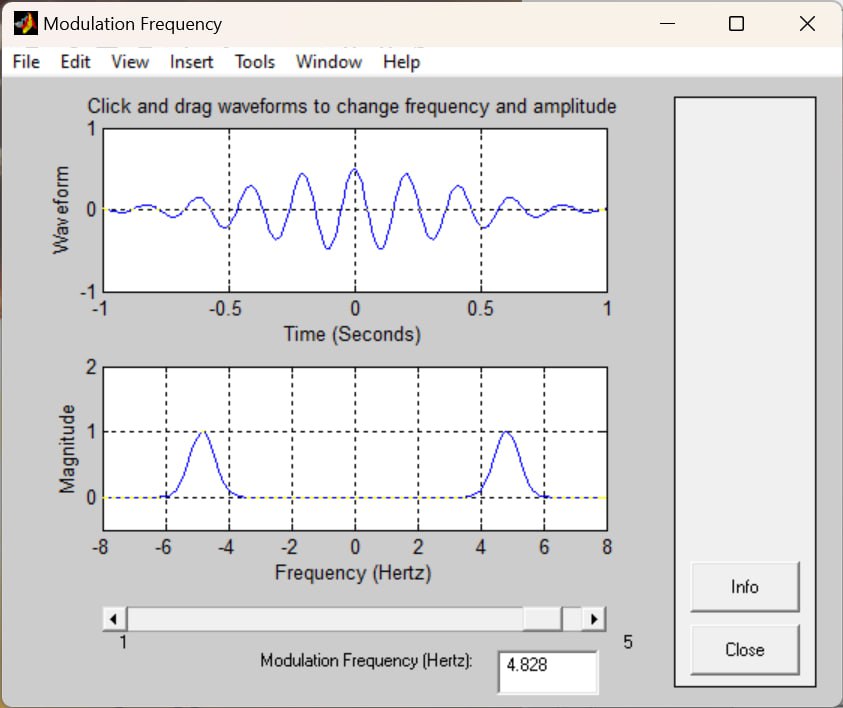 Modulation Frequency
File Edit View Insert Tools Window Help
Click and drag waveforms to change frequency and amplitude
1
0
-1
Waveform
-1 -0.5 0 0.5 1
Time (Seconds)
2
1
0
Magnitude
-8 -6 -4 -2 0 2 4 6 8
Frequency (Hertz)
1 5
Modulation Frequency (Hertz): 4.828
Info
Close